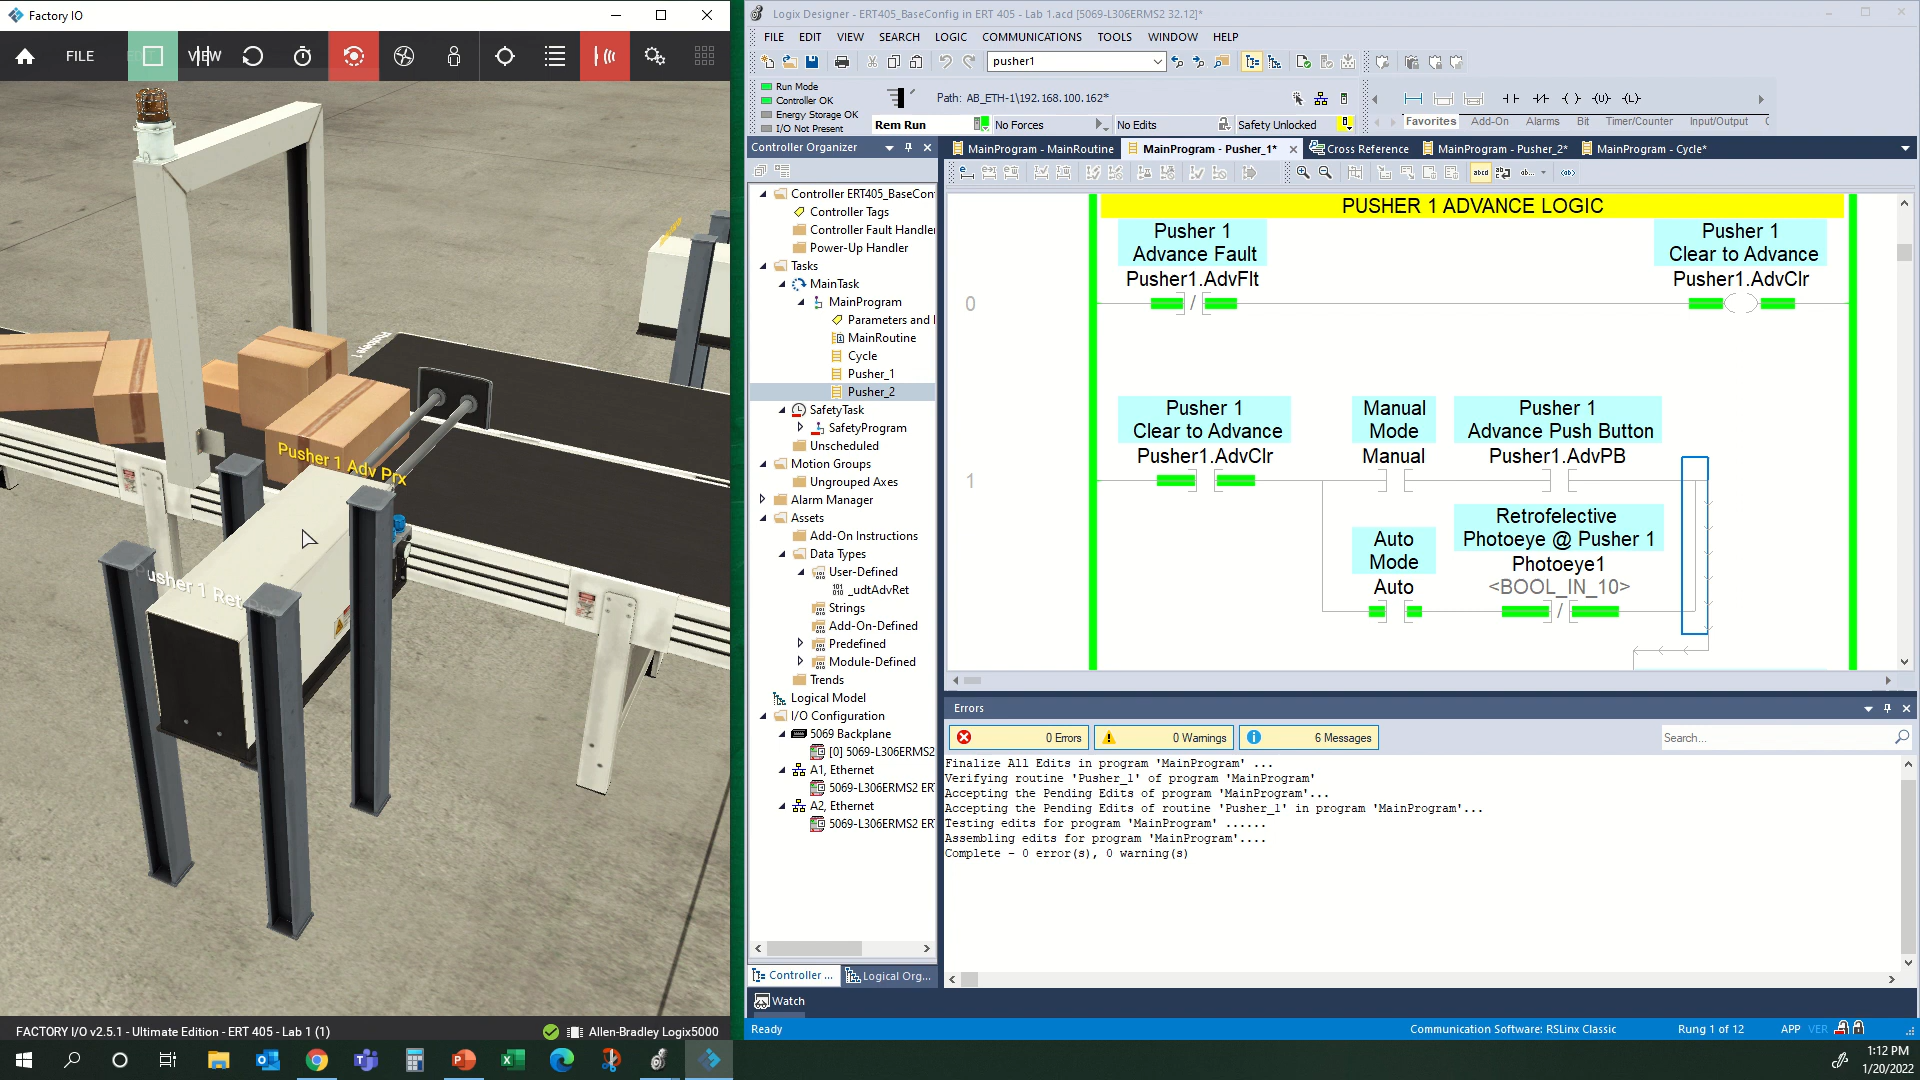 Factory IO
FILE
VIEW
Pusher 1 Adv Prx
FACTORY I/O v2.5.1 - Ultimate Edition - ERT 405 - Lab 1 (1)
Allen-Bradley Logix5000
Logix Designer - ERT405_BaseConfig in ERT 405 - Lab 1.acd [5069-L306ERMS2 32.12]*
FILE EDIT VIEW SEARCH LOGIC COMMUNICATIONS TOOLS WINDOW HELP
pusher1
Run Mode
Controller OK
Energy Storage OK
I/O Not Present
Path: AB_ETH-1\192.168.100.162*
Rem Run
No Forces
No Edits
Safety Unlocked
Favorites Add-On Alarms Bit Timer/Counter Input/Output
Controller Organizer
MainProgram - MainRoutine
MainProgram - Pusher_1*
Cross Reference
MainProgram - Pusher_2*
MainProgram - Cycle*
Controller ERT405_BaseCon
Controller Tags
Controller Fault Handler
Power-Up Handler
Tasks
MainTask
MainProgram
Parameters and
MainRoutine
Cycle
Pusher_1
Pusher_2
SafetyTask
SafetyProgram
Unscheduled
Motion Groups
Ungrouped Axes
Alarm Manager
Assets
Add-On Instructions
Data Types
User-Defined
_udtAdvRet
Strings
Add-On-Defined
Predefined
Module-Defined
Trends
Logical Model
I/O Configuration
5069 Backplane
[0] 5069-L306ERMS2
A1, Ethernet
5069-L306ERMS2 ER
A2, Ethernet
5069-L306ERMS2 ER
Controller ...
Logical Org...
PUSHER 1 ADVANCE LOGIC
Pusher 1
Advance Fault
Pusher1.AdvFlt
Pusher 1
Clear to Advance
Pusher1.AdvClr
0
Pusher 1
Clear to Advance
Pusher1.AdvClr
Manual
Mode
Manual
Pusher 1
Advance Push Button
Pusher1.AdvPB
1
Auto
Mode
Auto
Retrofelective
Photoeye @ Pusher 1
Photoeye1
<BOOL_IN_10>
Errors
0 Errors
0 Warnings
6 Messages
Search...
Finalize All Edits in program 'MainProgram' ...
Verifying routine 'Pusher_1' of program 'MainProgram'
Accepting the Pending Edits of program 'MainProgram'...
Accepting the Pending Edits of routine 'Pusher_1' in program 'MainProgram'...
Testing edits for program 'MainProgram' ......
Assembling edits for program 'MainProgram'....
Complete - 0 error(s), 0 warning(s)
Watch
Ready
Communication Software: RSLinx Classic
Rung 1 of 12
APP VER
1:12 PM
1/20/2022